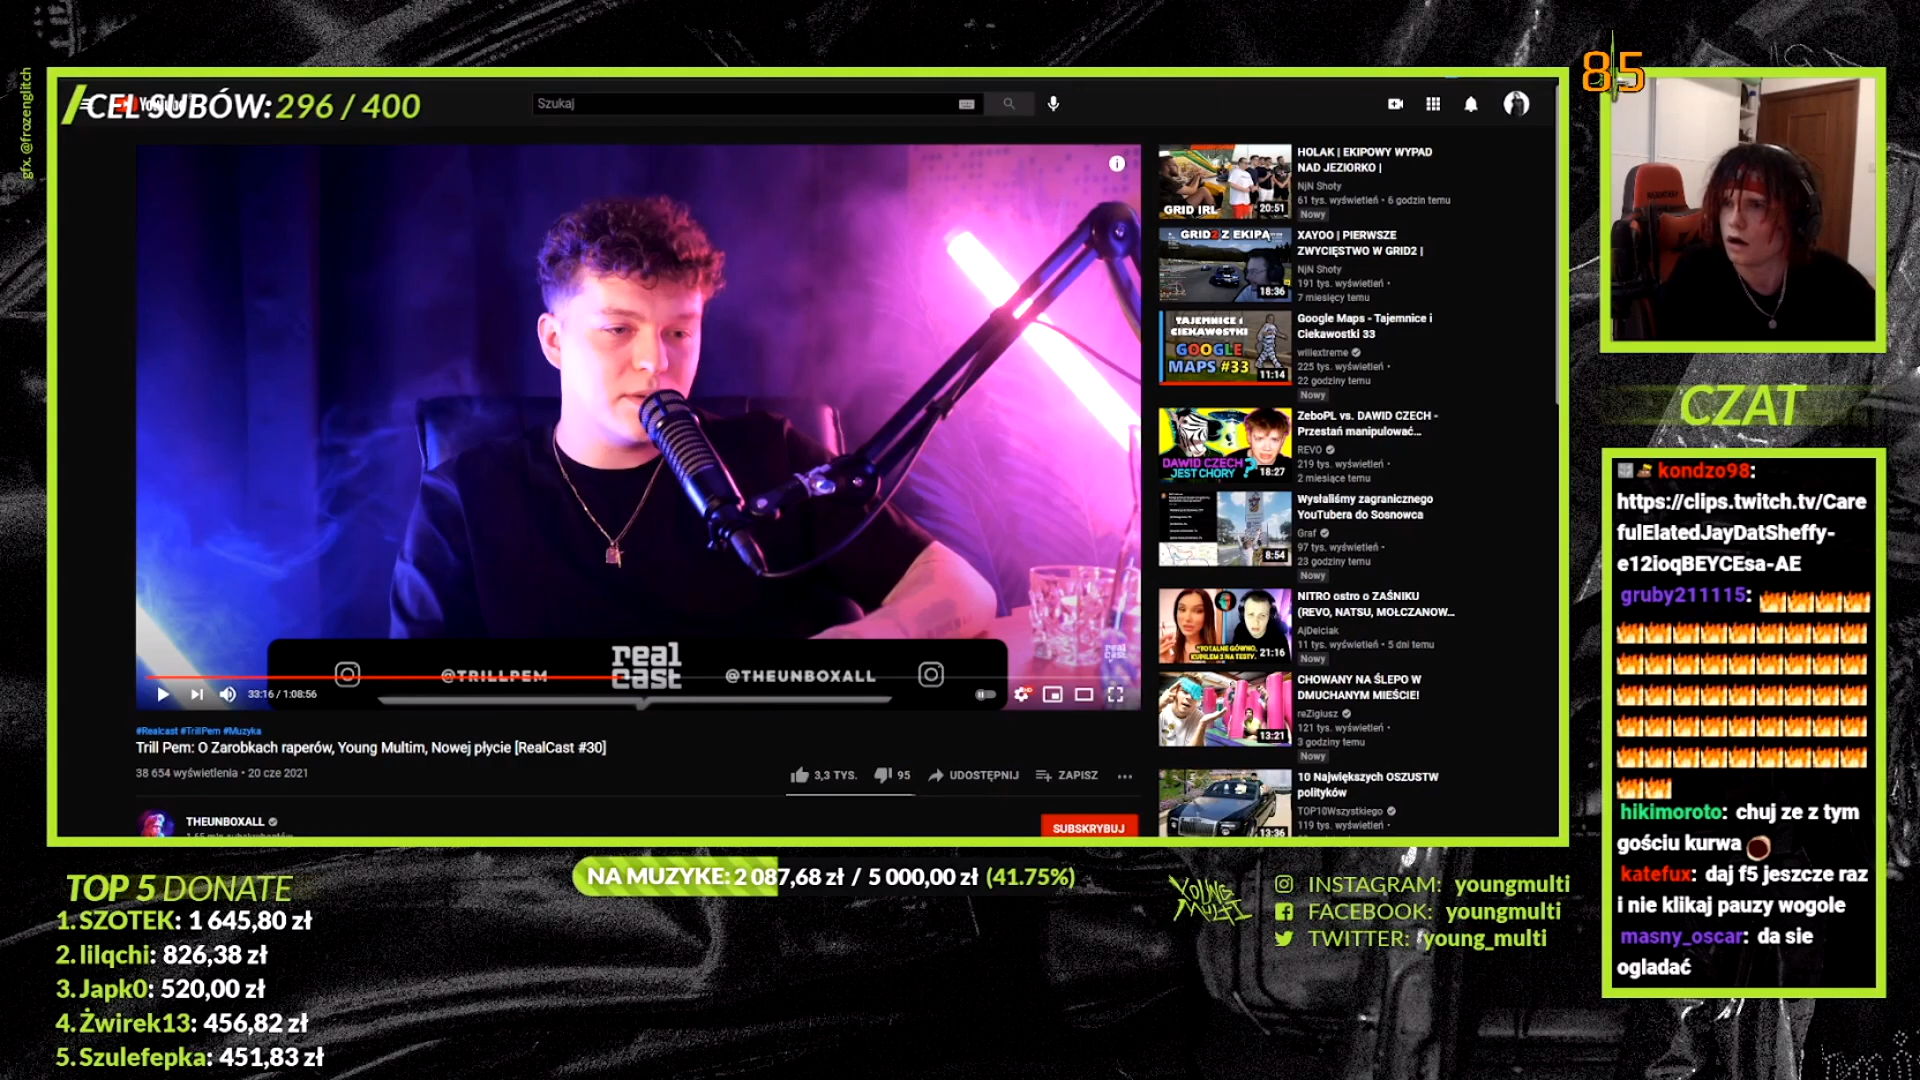 gfx. @frozenglitch
CEL SUBÓW: 296 / 400
Szukaj
85
real
cast
@TRILLPEM
@THEUNBOXALL
33:16 / 1:08:56
#Realcast #TrillPem #Muzyka
Trill Pem: O Zarobkach raperów, Young Multim, Nowej płycie [RealCast #30]
38 654 wyświetlenia • 20 cze 2021
3,3 TYS.
95
UDOSTĘPNIJ
ZAPISZ
THEUNBOXALL
SUBSKRYBUJ
GRID IRL
20:51
HOLAK | EKIPOWY WYPAD
NAD JEZIORKO |
NjN Shoty
61 tys. wyświetleń • 6 godzin temu
Nowy
GRID2 Z EKIPĄ
18:36
XAYOO | PIERWSZE
ZWYCIĘSTWO W GRID2 |
NjN Shoty
191 tys. wyświetleń •
7 miesięcy temu
TAJEMNICE I
CIEKAWOSTKI
GOOGLE
MAPS #33
11:14
Google Maps - Tajemnice i
Ciekawostki 33
willextreme
225 tys. wyświetleń •
22 godziny temu
Nowy
DAWID CZECH
JEST CHORY ?
18:27
ZeboPL vs. DAWID CZECH -
Przestań manipulować...
REVO
219 tys. wyświetleń •
2 miesiące temu
8:54
Wysłaliśmy zagranicznego
YouTubera do Sosnowca
Graf
97 tys. wyświetleń •
23 godziny temu
Nowy
"TOTALNE GÓWNO,
KUPIŁEM 3 NA TESTY.
21:16
NITRO ostro o ZAŚNIKU
(REVO, NATSU, MOLCZANOW...
AjDelciak
11 tys. wyświetleń • 5 dni temu
Nowy
13:21
CHOWANY NA ŚLEPO W
DMUCHANYM MIEŚCIE!
reZigiusz
121 tys. wyświetleń •
3 godziny temu
Nowy
13:36
10 Największych OSZUSTW
polityków
TOP10Wszystkiego
119 tys. wyświetleń •
CZAT
kondzo98:
https://clips.twitch.tv/Care
fulElatedJayDatSheffy-
e12ioqBEYCEsa-AE
gruby211115:
hikimoroto: chuj ze z tym
gościu kurwa
katefux: daj f5 jeszcze raz
i nie klikaj pauzy wogole
masny_oscar: da sie
ogladać
TOP 5 DONATE
1. SZOTEK: 1 645,80 zł
2. lilqchi: 826,38 zł
3. Japk0: 520,00 zł
4. Żwirek13: 456,82 zł
5. Szulefepka: 451,83 zł
NA MUZYKE: 2 087,68 zł / 5 000,00 zł (41.75%)
YOUNG
MULTI
INSTAGRAM: youngmulti
FACEBOOK: youngmulti
TWITTER: young_multi